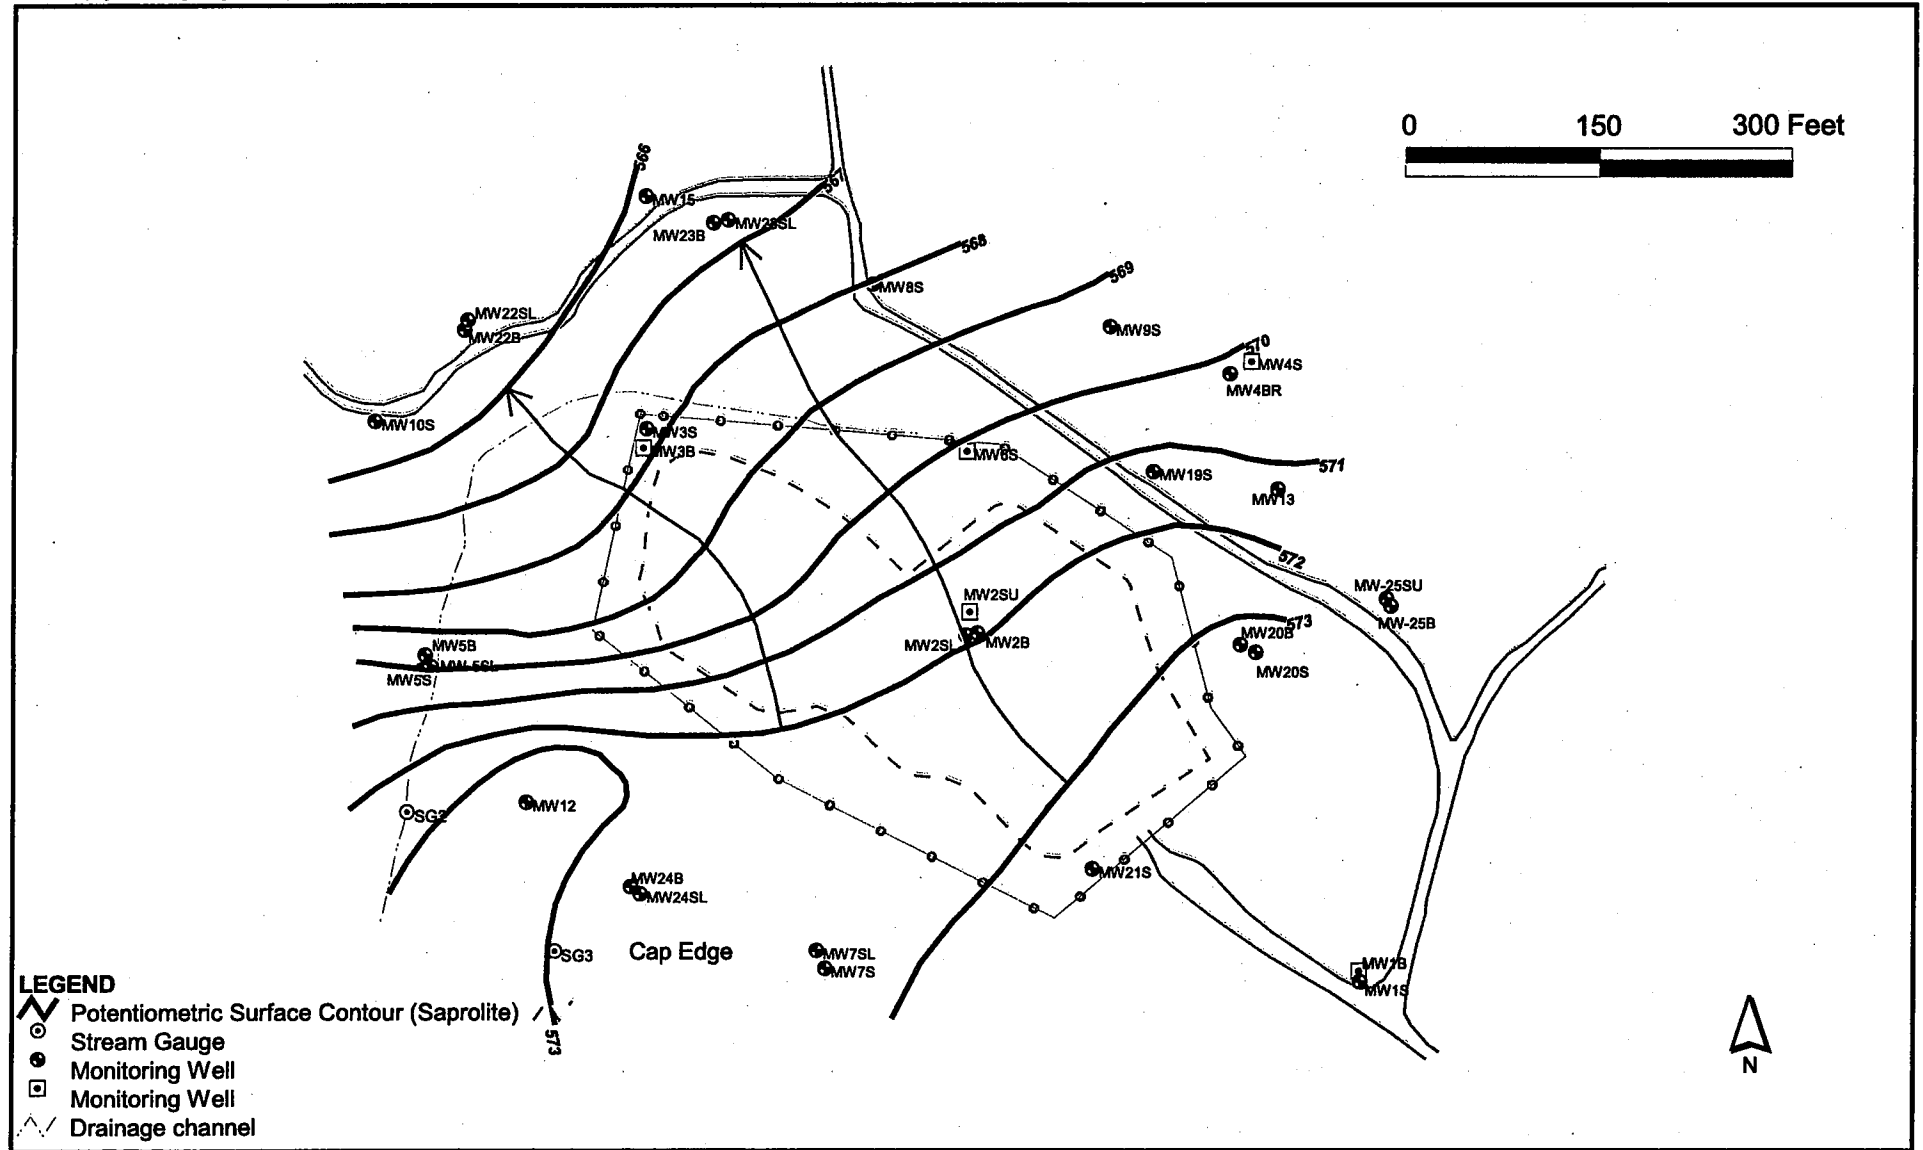 0 150 300 Feet
566
MW15
567
MW23B
MW23SL
568
MW8S
569
MW9S
MW22SL
MW22B
570
MW4S
MW4BR
MW10S
MW3S
MW3B
MW6S
571
MW19S
MW13
572
MW-25SU
MW-25B
MW2SU
MW2SL
MW2B
573
MW20B
MW20S
MW5B
MW-5SL
MW5S
MW12
SG2
MW21S
MW24B
MW24SL
SG3
Cap Edge
MW7SL
MW7S
MW1B
MW1S
573
N
LEGEND
Potentiometric Surface Contour (Saprolite)
Stream Gauge
Monitoring Well
Monitoring Well
Drainage channel